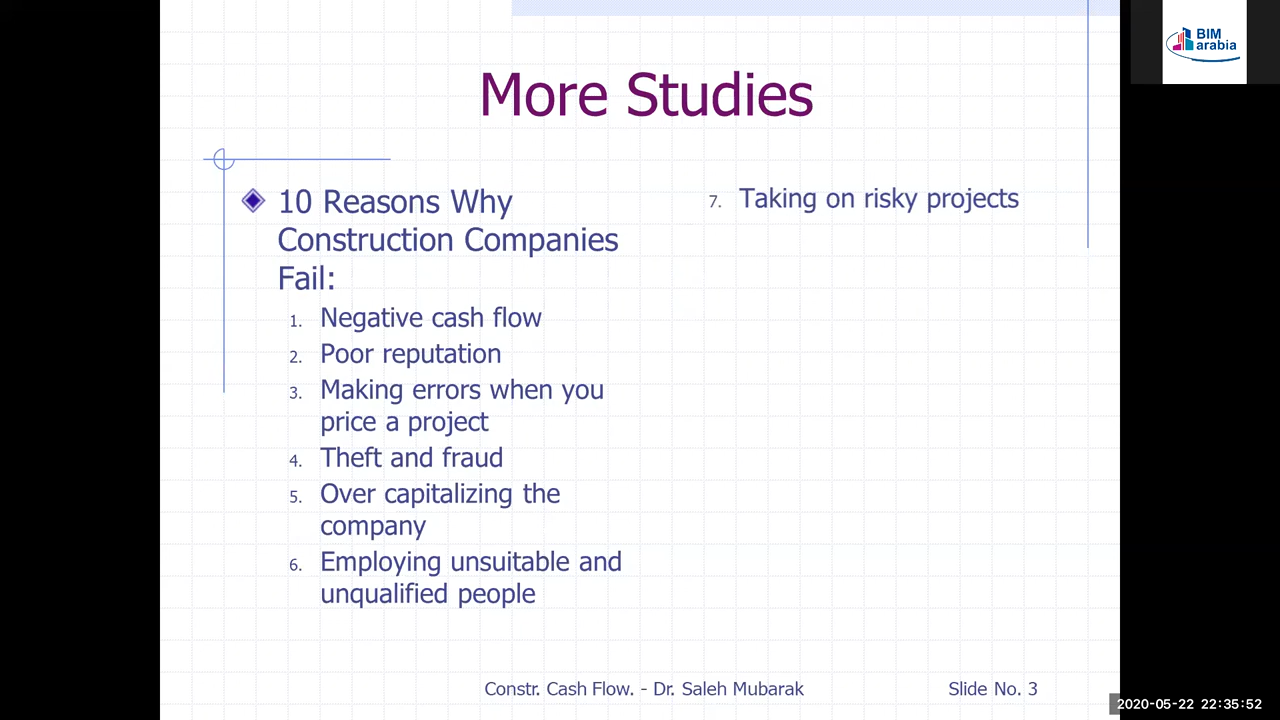 More Studies
10 Reasons Why
Construction Companies
Fail:
1. Negative cash flow
2. Poor reputation
3. Making errors when you
price a project
4. Theft and fraud
5. Over capitalizing the
company
6. Employing unsuitable and
unqualified people
7. Taking on risky projects
Constr. Cash Flow. - Dr. Saleh Mubarak
Slide No. 3
BIM
arabia
2020-05-22 22:35:52